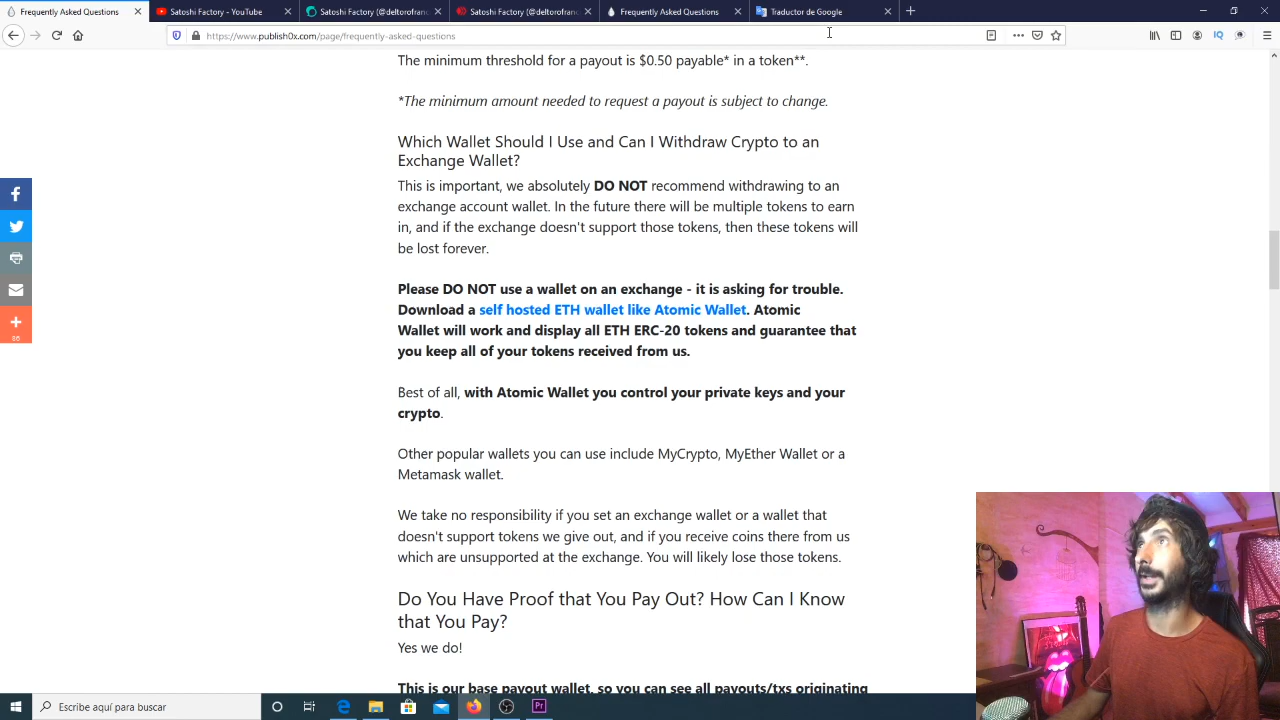 Frequently Asked Questions
Satoshi Factory - YouTube
Satoshi Factory (@deltorofranc
Satoshi Factory (@deltorofranc
Frequently Asked Questions
Traductor de Google
https://www.publish0x.com/page/frequently-asked-questions
IQ
The minimum threshold for a payout is $0.50 payable* in a token**.
*The minimum amount needed to request a payout is subject to change.
Which Wallet Should I Use and Can I Withdraw Crypto to an
Exchange Wallet?
This is important, we absolutely DO NOT recommend withdrawing to an
exchange account wallet. In the future there will be multiple tokens to earn
in, and if the exchange doesn't support those tokens, then these tokens will
be lost forever.
Please DO NOT use a wallet on an exchange - it is asking for trouble.
Download a self hosted ETH wallet like Atomic Wallet. Atomic
Wallet will work and display all ETH ERC-20 tokens and guarantee that
you keep all of your tokens received from us.
Best of all, with Atomic Wallet you control your private keys and your
crypto.
Other popular wallets you can use include MyCrypto, MyEther Wallet or a
Metamask wallet.
We take no responsibility if you set an exchange wallet or a wallet that
doesn't support tokens we give out, and if you receive coins there from us
which are unsupported at the exchange. You will likely lose those tokens.
Do You Have Proof that You Pay Out? How Can I Know
that You Pay?
Yes we do!
This is our base payout wallet, so you can see all payouts/txs originating
Escribe aquí para buscar
Pr